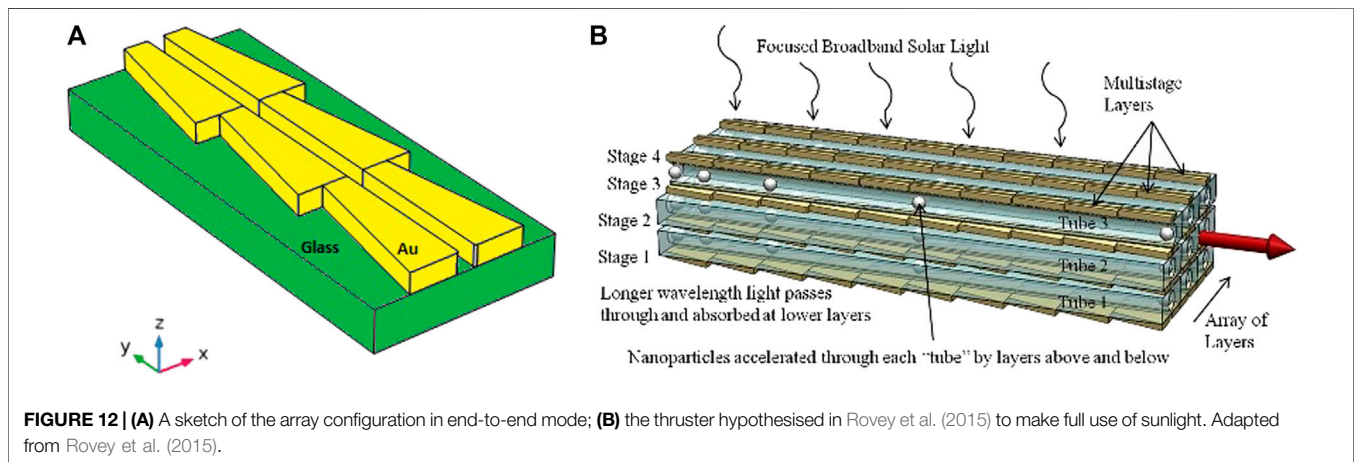 A
Glass
Au
z
y
x
B
Focused Broadband Solar Light
Multistage
Layers
Stage 4
Stage 3
Stage 2
Stage 1
Tube 3
Tube 2
Tube 1
Longer wavelength light passes
through and absorbed at lower layers
Array of
Layers
Nanoparticles accelerated through each "tube" by layers above and below
FIGURE 12 | (A) A sketch of the array configuration in end-to-end mode; (B) the thruster hypothesised in Rovey et al. (2015) to make full use of sunlight. Adapted
from Rovey et al. (2015).